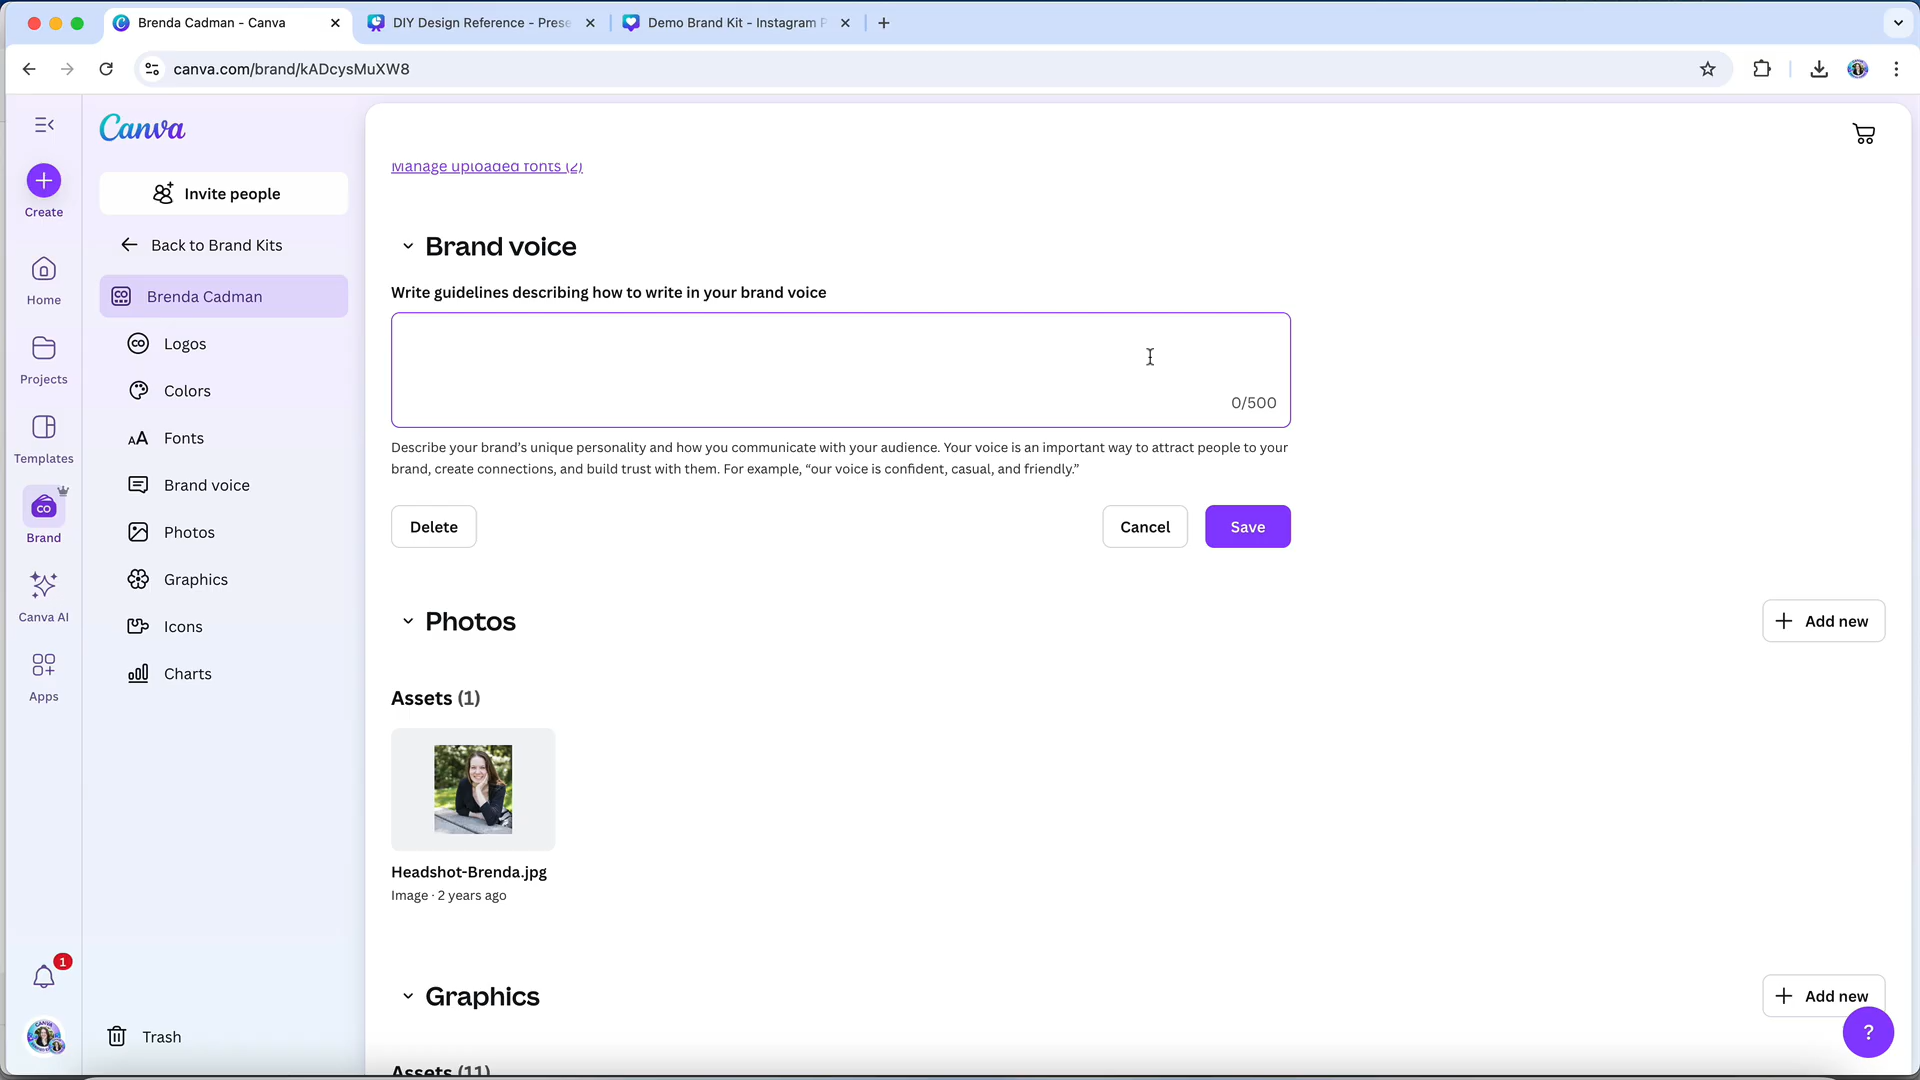 Brenda Cadman - Canva
DIY Design Reference - Prese
Demo Brand Kit - Instagram P
canva.com/brand/kADcysMuXW8
Canva
Create
Home
Projects
Templates
CO
Brand
Canva AI
Apps
1
Invite people
Back to Brand Kits
Brenda Cadman
Logos
Colors
Fonts
Brand voice
Photos
Graphics
Icons
Charts
Trash
Manage uploaded fonts (2)
Brand voice
Write guidelines describing how to write in your brand voice
0/500
Describe your brand’s unique personality and how you communicate with your audience. Your voice is an important way to attract people to your
brand, create connections, and build trust with them. For example, “our voice is confident, casual, and friendly.”
Delete
Cancel
Save
Photos
Add new
Assets (1)
Headshot-Brenda.jpg
Image · 2 years ago
Graphics
Add new
?
Assets (11)